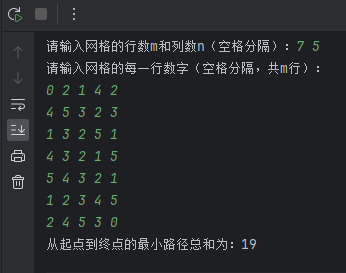 请输入网格的行数m和列数n（空格分隔）：7 5
请输入网格的每一行数字（空格分隔，共m行）：
0 2 1 4 2
4 5 3 2 3
1 3 2 5 1
4 3 2 1 5
5 4 3 2 1
1 2 3 4 5
2 4 5 3 0
从起点到终点的最小路径总和为：19